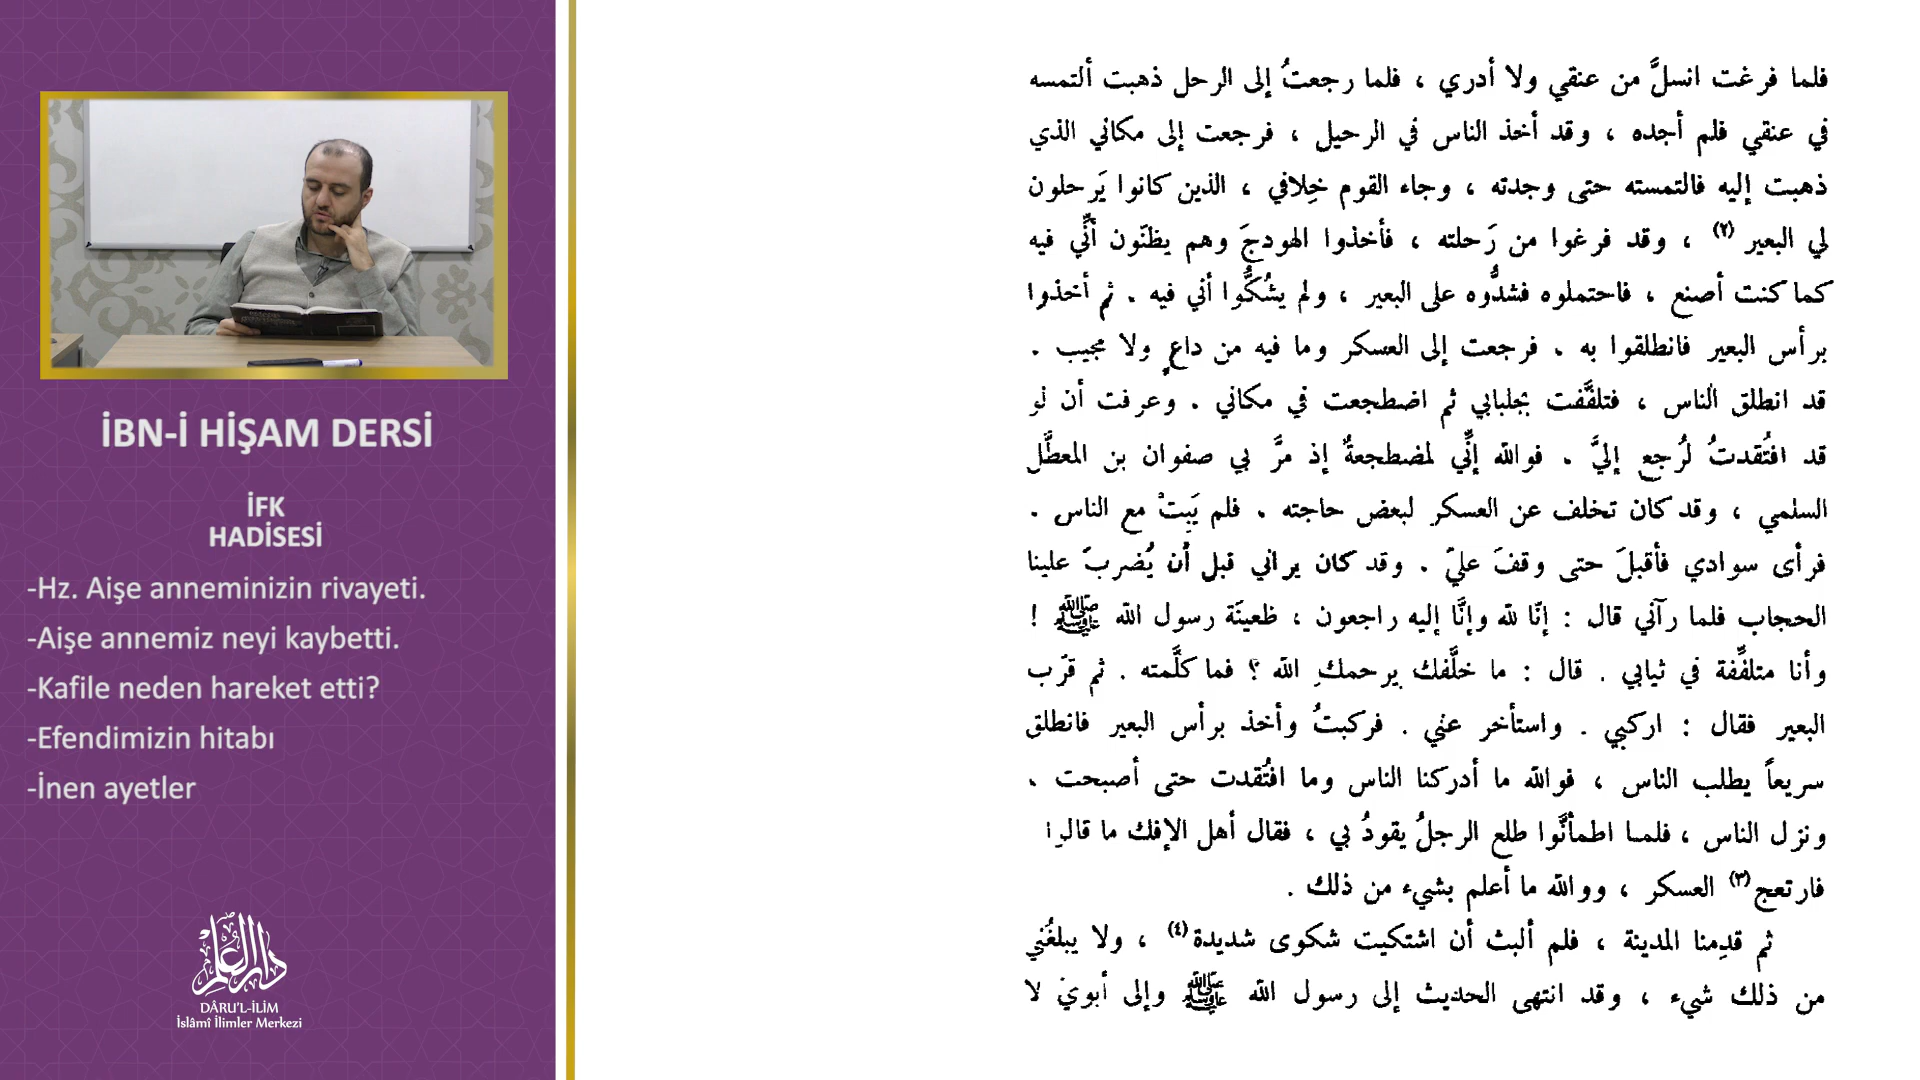 İBN-İ HİŞAM DERSİ
İFK
HADİSESİ
-Hz. Aişe anneminizin rivayeti.
-Aişe annemiz neyi kaybetti.
-Kafile neden hareket etti?
-Efendimizin hitabı
-İnen ayetler
دار العلم
DÂRU'L-İLİM
İslâmî İlimler Merkezi
فلما فرغت انسلَّ من عنقي ولا أدري ، فلما رجعتُ إلى الرحل ذهبت ألتمسه
في عنقي فلم أجده ، وقد أخذ الناس في الرحيل ، فرجعت إلى مكاني الذي
ذهبت إليه فالتمسته حتى وجدته ، وجاء القوم خِلافي ، الذين كانوا يَرحلون
لي البعير (٢) ، وقد فرغوا من رَحلته ، فأخذوا الهودجَ وهم يظنّون أنِّي فيه
كما كنت أصنع ، فاحتملوه فشدُّوه على البعير ، ولم يشُكُّوا أني فيه . ثم أخذوا
برأس البعير فانطلقوا به . فرجعت إلى العسكر وما فيه من داعٍ ولا مجيب .
قد انطلق الناس ، فتلفَّفت بجلبابي ثم اضطجعت في مكاني . وعرفت أن لو
قد افتُقدتُ لرُجع إليَّ . فوالله إنِّي لمضطجعةٌ إذ مرَّ بي صفوان بن المعطَّل
السلمي ، وقد كان تخلف عن العسكر لبعض حاجته . فلم يَبِتْ مع الناس .
فرأى سوادي فأقبلَ حتى وقفَ عليّ . وقد كان يراني قبل أن يُضربَ علينا
الحجاب فلما رآني قال : إنّا لله وإنَّا إليه راجعون ، ظعينَة رسول الله ﷺ !
وأنا متلفِّفة في ثيابي . قال : ما خلَّفك يرحمكِ الله ؟ فما كلَّمته . ثم قرّب
البعير فقال : اركبي . واستأخر عني . فركبتُ وأخذ برأس البعير فانطلق
سريعاً يطلب الناس ، فوالله ما أدركنا الناس وما افتُقدت حتى أصبحت .
ونزل الناس ، فلمـا اطمأنُّوا طلع الرجلُ يقودُ بي ، فقال أهل الإفك ما قالوا
فارتعج(٣) العسكر ، ووالله ما أعلم بشيء من ذلك .
ثم قدِمنا المدينة ، فلم ألبث أن اشتكيت شكوى شديدة(٤) ، ولا يبلغُني
من ذلك شيء ، وقد انتهى الحديث إلى رسول الله ﷺ وإلى أبويّ لا